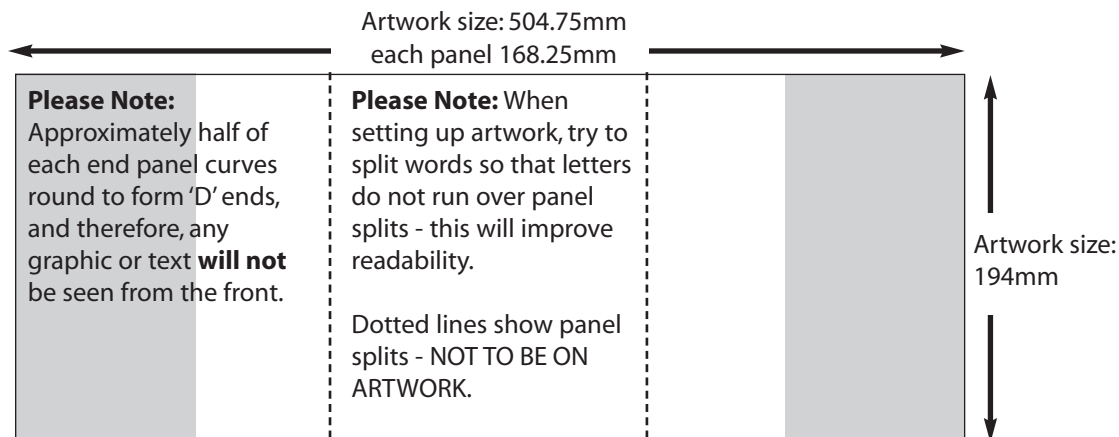 Artwork size: 504.75mm
each panel 168.25mm
Please Note:
Approximately half of
each end panel curves
round to form ‘D’ ends,
and therefore, any
graphic or text will not
be seen from the front.
Please Note: When
setting up artwork, try to
split words so that letters
do not run over panel
splits - this will improve
readability.
Dotted lines show panel
splits - NOT TO BE ON
ARTWORK.
Artwork size:
194mm